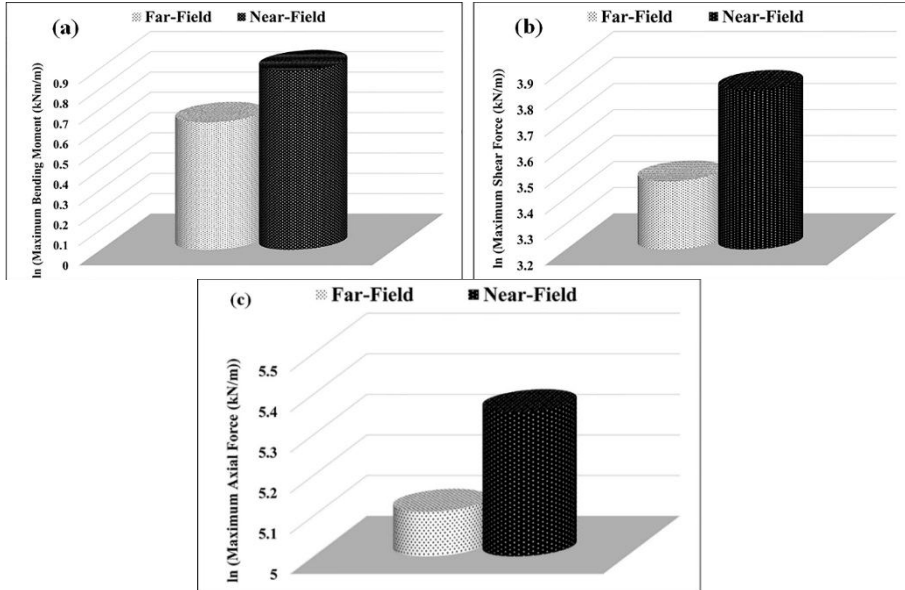 Far-Field Near-Field
(a)
ln (Maximum Bending Moment (kNm/m))
0.9
0.8
0.7
0.6
0.5
0.4
0.3
0.2
0.1
0
Far-Field Near-Field
(b)
ln (Maximum Shear Force (kN/m))
3.9
3.8
3.7
3.6
3.5
3.4
3.3
3.2
Far-Field Near-Field
(c)
ln (Maximum Axial Force (kN/m))
5.5
5.4
5.3
5.2
5.1
5